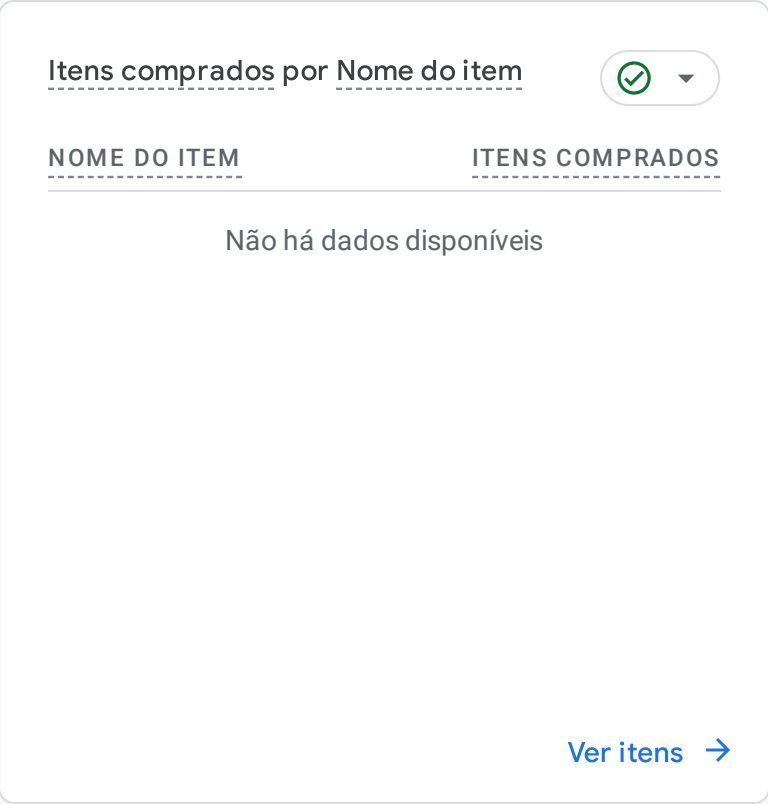 Itens comprados por Nome do item
NOME DO ITEM ITENS COMPRADOS
Não há dados disponíveis
Ver itens